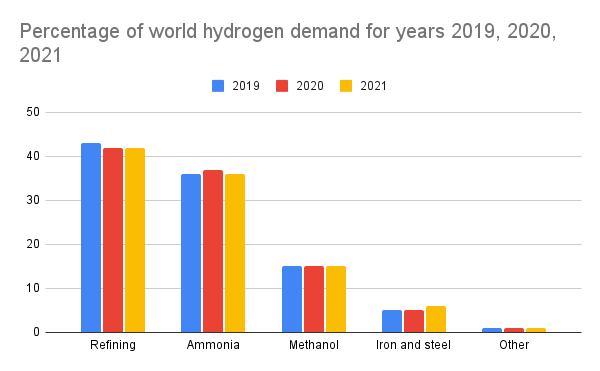 Percentage of world hydrogen demand for years 2019, 2020,
2021
2019 2020 2021
50
40
30
20
10
0
Refining Ammonia Methanol Iron and steel Other